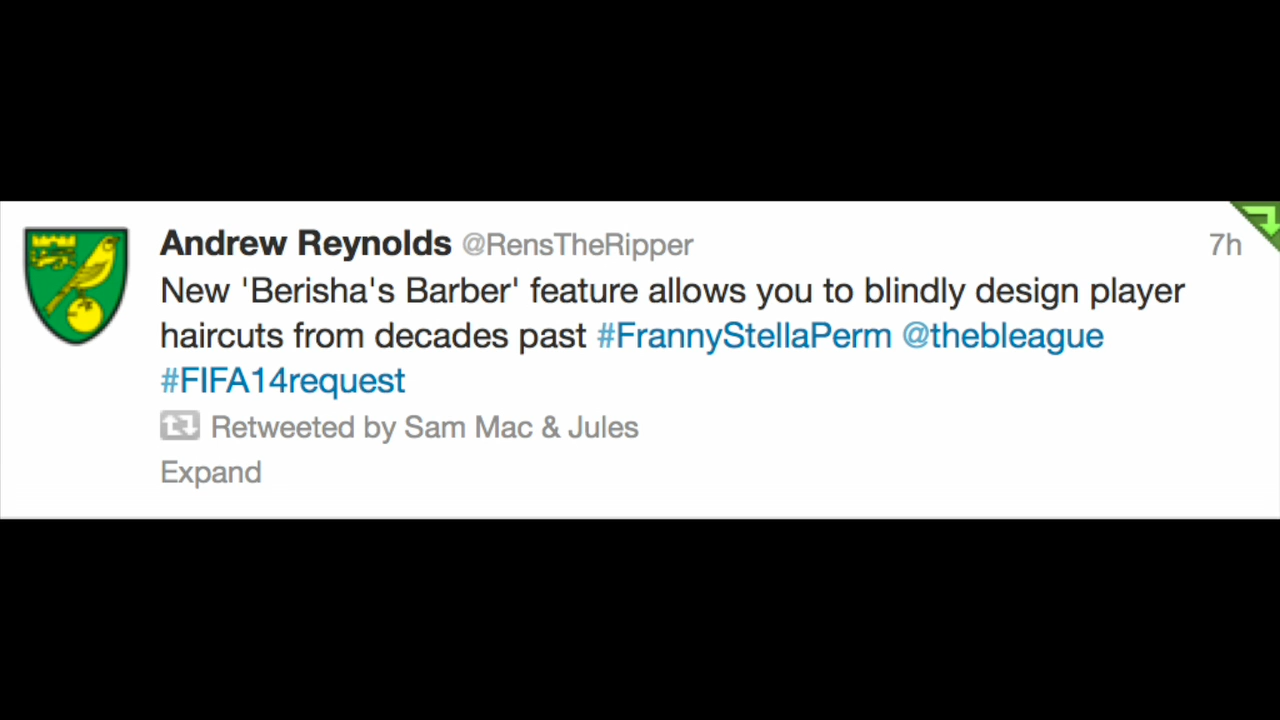 Andrew Reynolds @RensTheRipper 7h
New 'Berisha's Barber' feature allows you to blindly design player
haircuts from decades past #FrannyStellaPerm @thebleague
#FIFA14request
Retweeted by Sam Mac & Jules
Expand